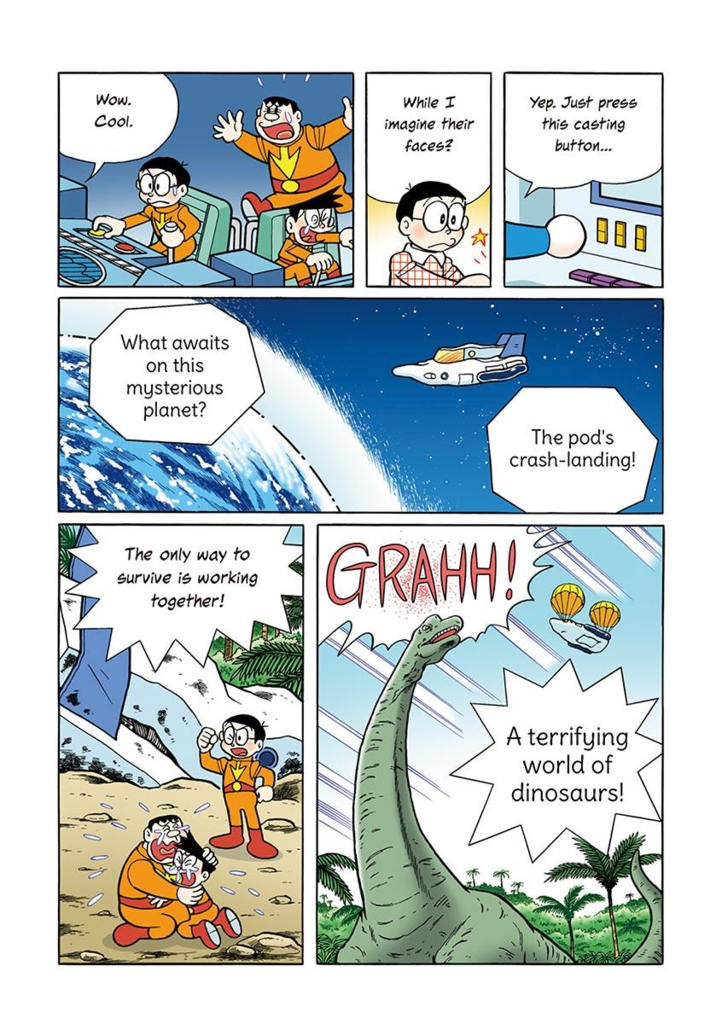 Yep. Just press
this casting
button...
While I
imagine their
faces?
Wow.
Cool.
The pod's
crash-landing!
What awaits
on this
mysterious
planet?
GRAHH!
A terrifying
world of
dinosaurs!
The only way to
survive is working
together!